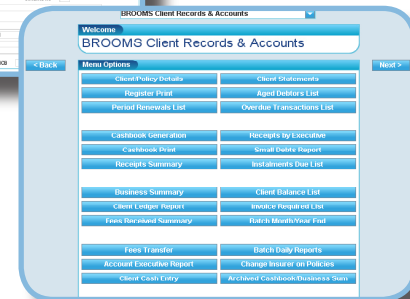 BROOMS Client Records & Accounts
Welcome
BROOMS Client Records & Accounts
< Back
Menu Options
Next >
Client/Policy Details
Client Statements
Register Print
Aged Debtors List
Period Renewals List
Overdue Transactions List
Cashbook Generation
Receipts by Executive
Cashbook Print
Small Debts Report
Receipts Summary
Instalments Due List
Business Summary
Client Balance List
Client Ledger Report
Invoice Required List
Fees Received Summary
Batch Month/Year End
Fees Transfer
Batch Daily Reports
Account Executive Report
Change Insurer on Policies
Client Cash Entry
Archived Cashbook/Business Sum